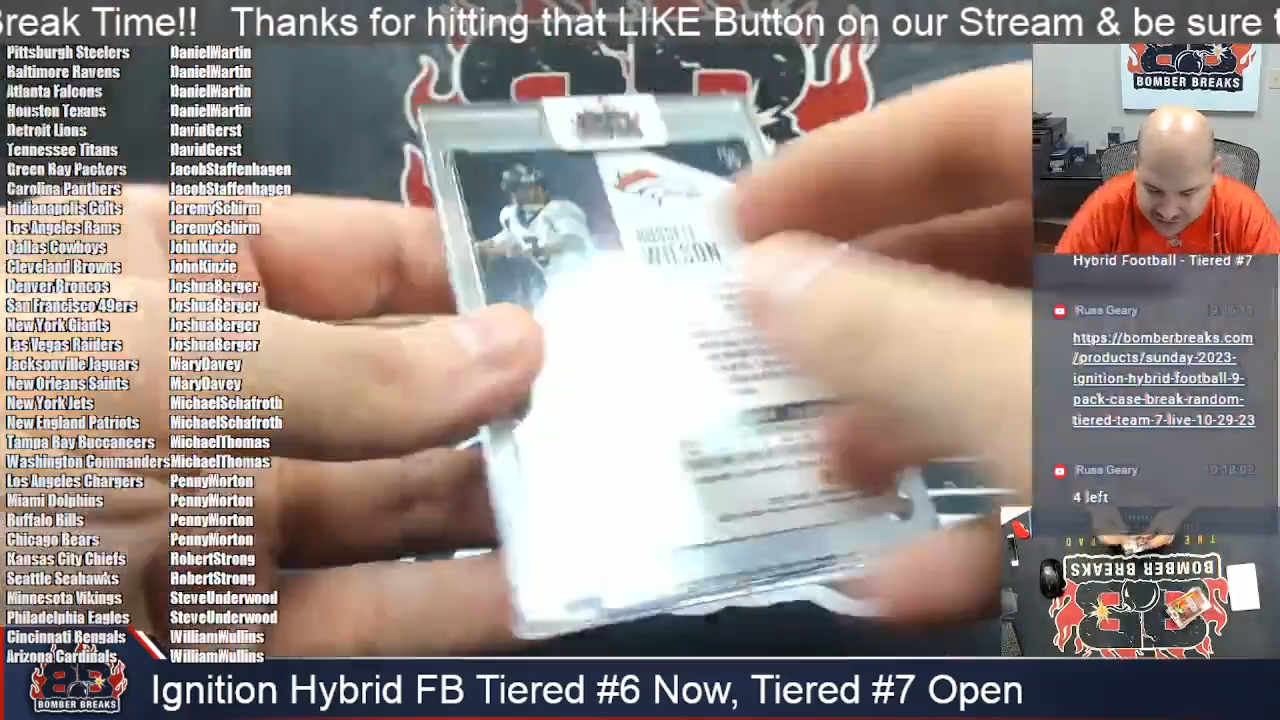 Break Time!! Thanks for hitting that LIKE Button on our Stream & be sure t
Pittsburgh Steelers DanielMartin
Baltimore Ravens DanielMartin
Atlanta Falcons DanielMartin
Houston Texans DanielMartin
Detroit Lions DavidGerst
Tennessee Titans DavidGerst
Green Bay Packers JacobStaffenhagen
Carolina Panthers JacobStaffenhagen
Indianapolis Colts JeremySchirm
Los Angeles Rams JeremySchirm
Dallas Cowboys JohnKinzie
Cleveland Browns JohnKinzie
Denver Broncos JoshuaBerger
San Francisco 49ers JoshuaBerger
New York Giants JoshuaBerger
Las Vegas Raiders JoshuaBerger
Jacksonville Jaguars MaryDavey
New Orleans Saints MaryDavey
New York Jets MichaelSchafroth
New England Patriots MichaelSchafroth
Tampa Bay Buccaneers MichaelThomas
Washington Commanders MichaelThomas
Los Angeles Chargers PennyMorton
Miami Dolphins PennyMorton
Buffalo Bills PennyMorton
Chicago Bears PennyMorton
Kansas City Chiefs RobertStrong
Seattle Seahawks RobertStrong
Minnesota Vikings SteveUnderwood
Philadelphia Eagles SteveUnderwood
Cincinnati Bengals WilliamMullins
Arizona Cardinals WilliamMullins
RUSSELL
WILSON
BOMBER BREAKS
Hybrid Football - Tiered #7
Russ Geary
https://bomberbreaks.com
/products/sunday-2023-
ignition-hybrid-football-9-
pack-case-break-random-
tiered-team-7-live-10-29-23
Russ Geary 9:18:02
4 left
BOMBER BREAKS
BOMBER BREAKS
Ignition Hybrid FB Tiered #6 Now, Tiered #7 Open